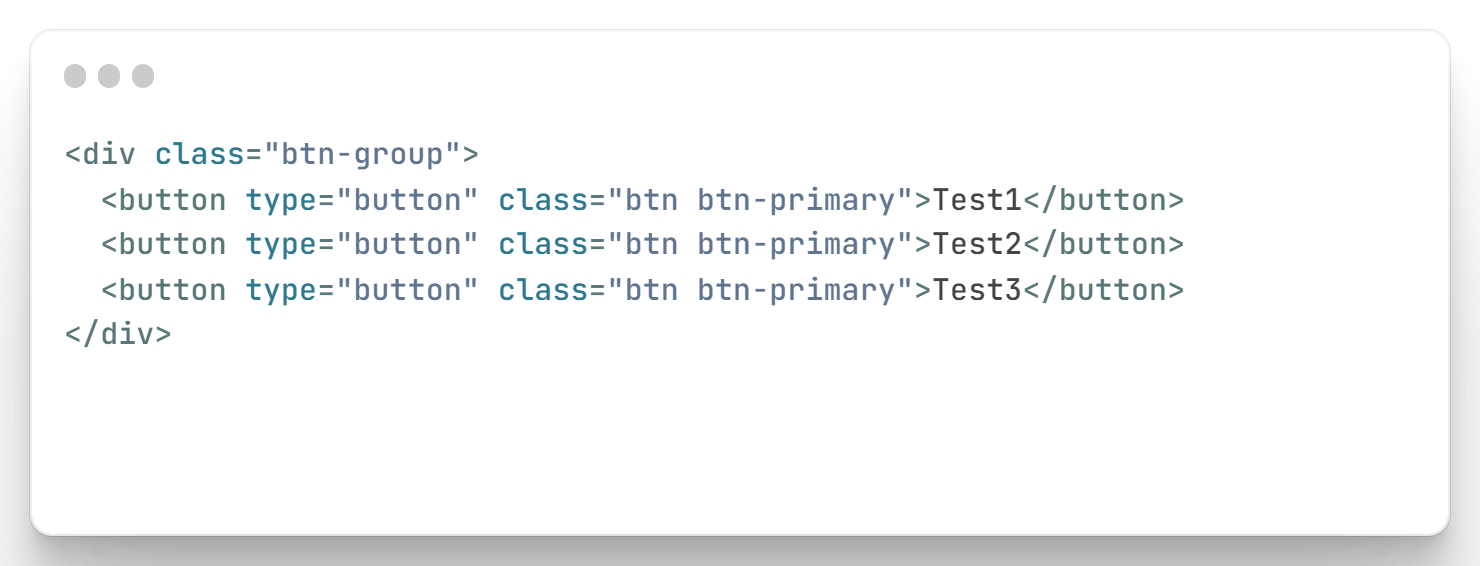 <div class="btn-group">
  <button type="button" class="btn btn-primary">Test1</button>
  <button type="button" class="btn btn-primary">Test2</button>
  <button type="button" class="btn btn-primary">Test3</button>
</div>